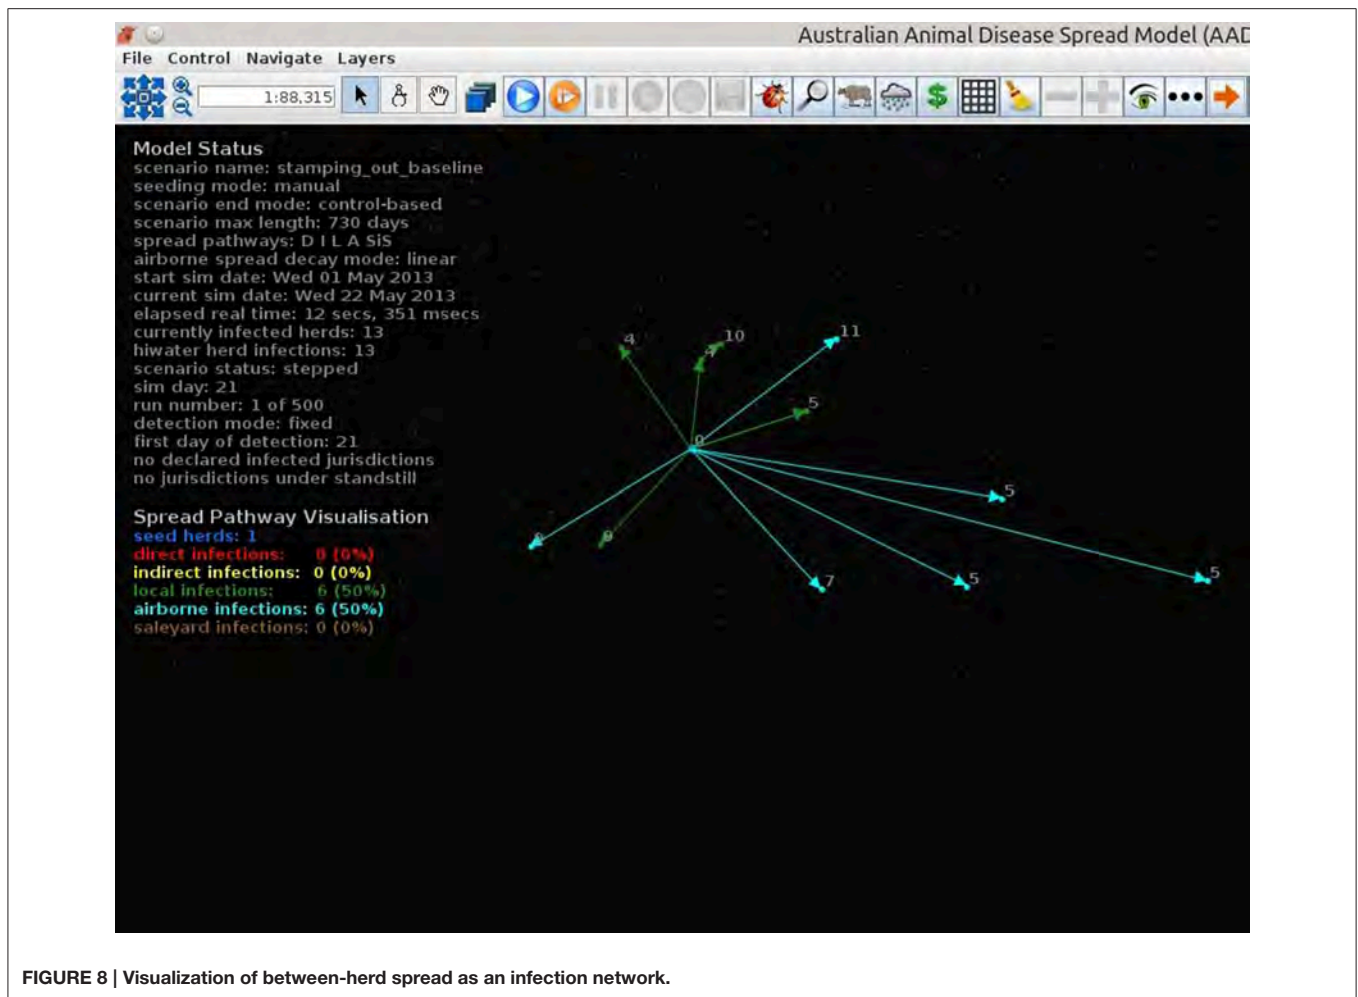 Australian Animal Disease Spread Model (AAD
File Control Navigate Layers
1:88,315
Model Status
scenario name: stamping_out_baseline
seeding mode: manual
scenario end mode: control-based
scenario max length: 730 days
spread pathways: D I L A SiS
airborne spread decay mode: linear
start sim date: Wed 01 May 2013
current sim date: Wed 22 May 2013
elapsed real time: 12 secs, 351 msecs
currently infected herds: 13
hiwater herd infections: 13
scenario status: stepped
sim day: 21
run number: 1 of 500
detection mode: fixed
first day of detection: 21
no declared infected jurisdictions
no jurisdictions under standstill
Spread Pathway Visualisation
seed herds: 1
direct infections: 0 (0%)
indirect infections: 0 (0%)
local infections: 6 (50%)
airborne infections: 6 (50%)
saleyard infections: 0 (0%)
4
10
4
11
5
0
5
9
7
5
5
FIGURE 8 | Visualization of between-herd spread as an infection network.